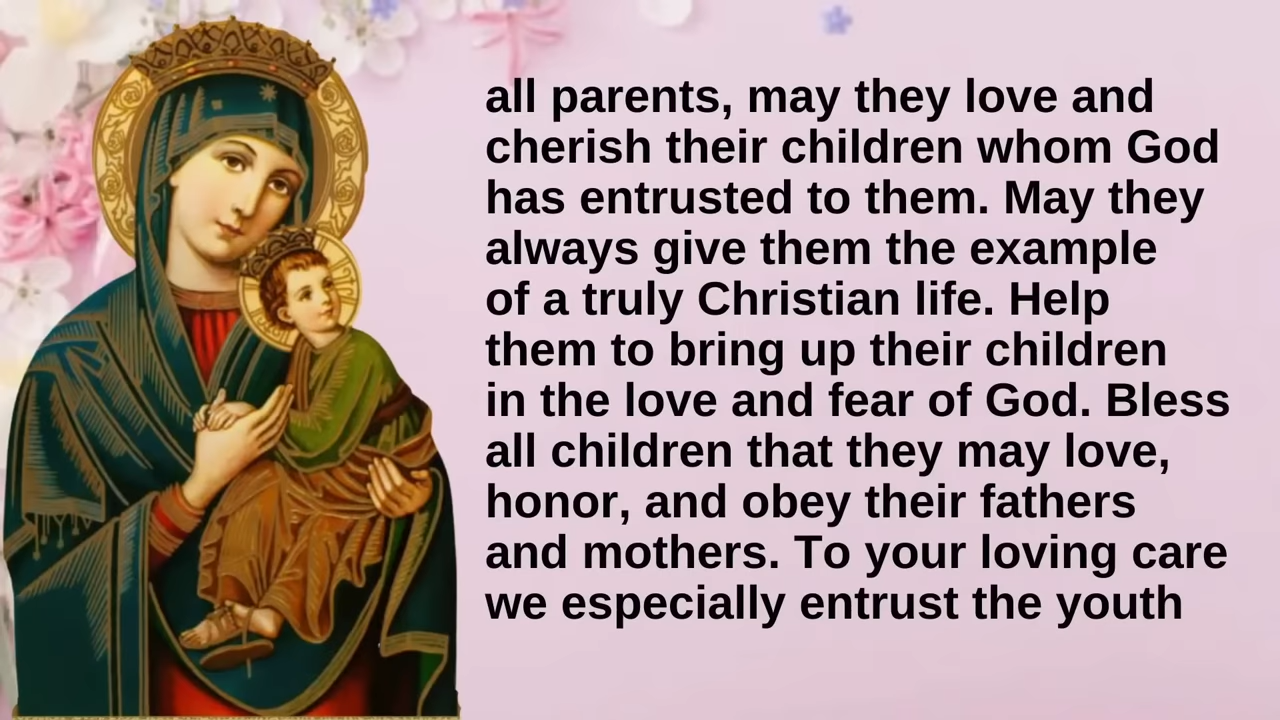 all parents, may they love and
cherish their children whom God
has entrusted to them. May they
always give them the example
of a truly Christian life. Help
them to bring up their children
in the love and fear of God. Bless
all children that they may love,
honor, and obey their fathers
and mothers. To your loving care
we especially entrust the youth